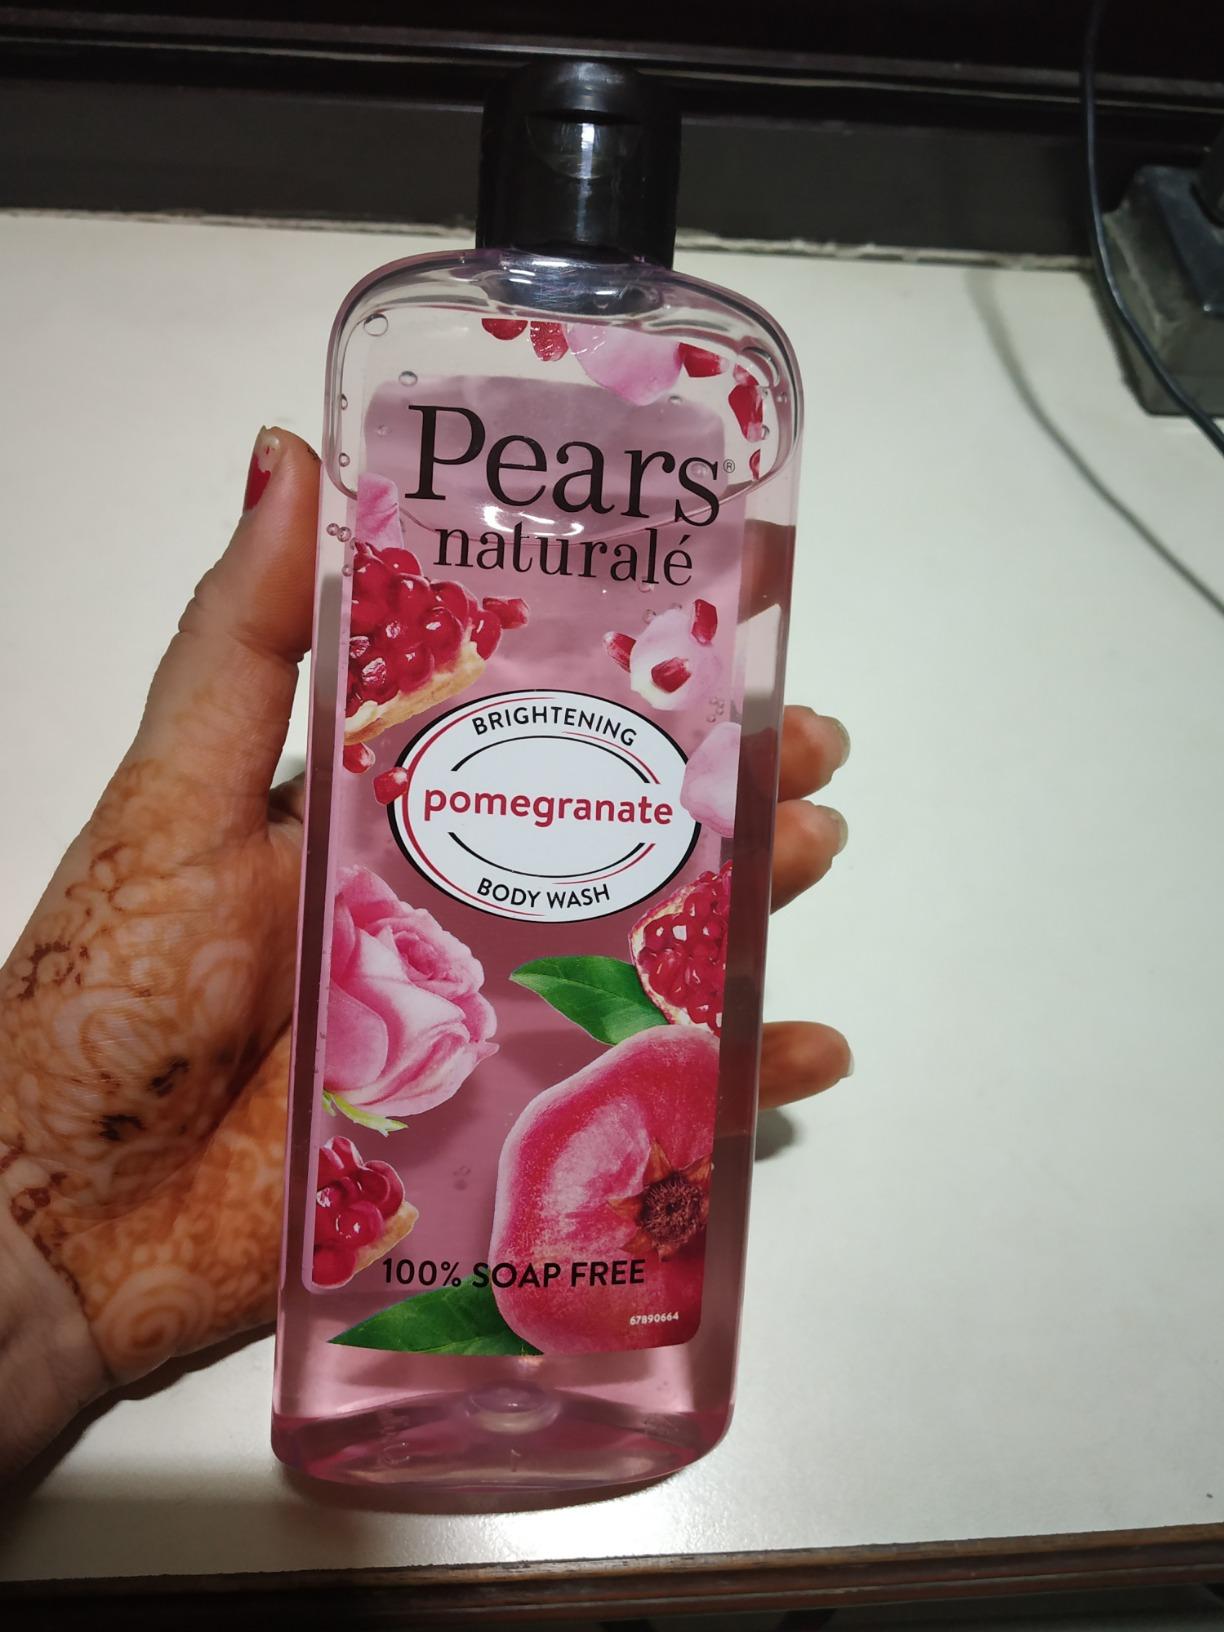 Pears®
naturalé
BRIGHTENING
pomegranate
BODY WASH
100% SOAP FREE
67890664